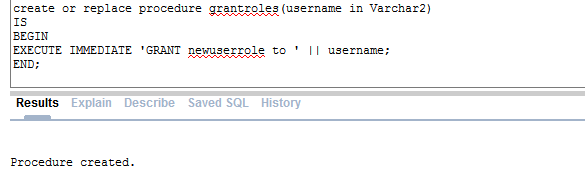 create or replace procedure grantroles(username in Varchar2)
IS
BEGIN
EXECUTE IMMEDIATE 'GRANT newuserrole to ' || username;
END;
Results Explain Describe Saved SQL History
Procedure created.